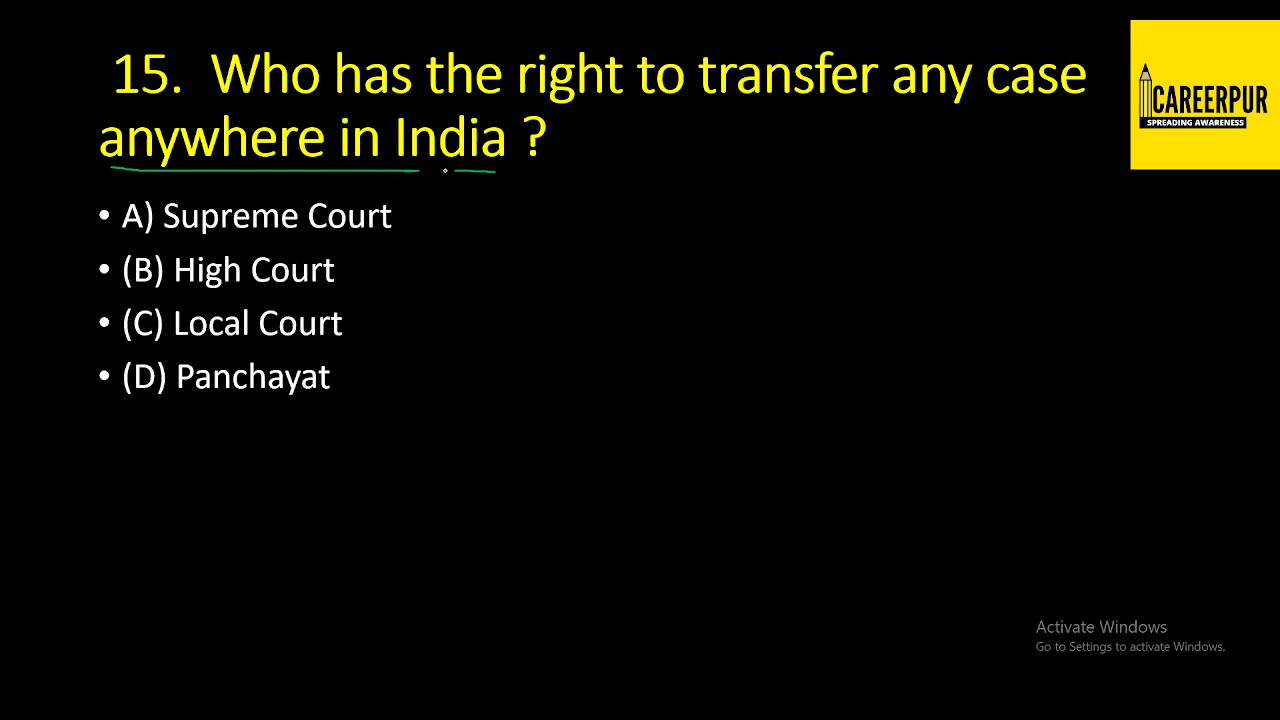 15. Who has the right to transfer any case
anywhere in India ?
CAREERPUR
SPREADING AWARENESS
• A) Supreme Court
• (B) High Court
• (C) Local Court
• (D) Panchayat
Activate Windows
Go to Settings to activate Windows.